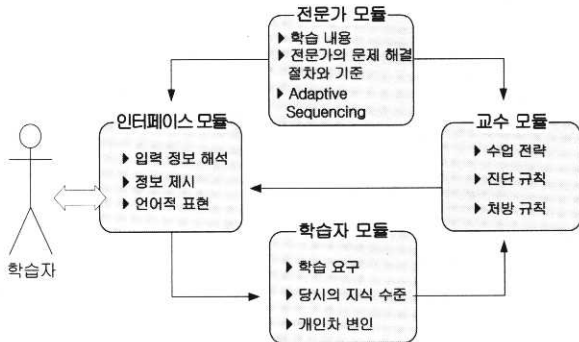 전문가 모듈
▶ 학습 내용
▶ 전문가의 문제 해결
절차와 기준
▶ Adaptive
Sequencing
인터페이스 모듈
▶ 입력 정보 해석
▶ 정보 제시
▶ 언어적 표현
교수 모듈
▶ 수업 전략
▶ 진단 규칙
▶ 처방 규칙
학습자
학습자 모듈
▶ 학습 요구
▶ 당시의 지식 수준
▶ 개인차 변인